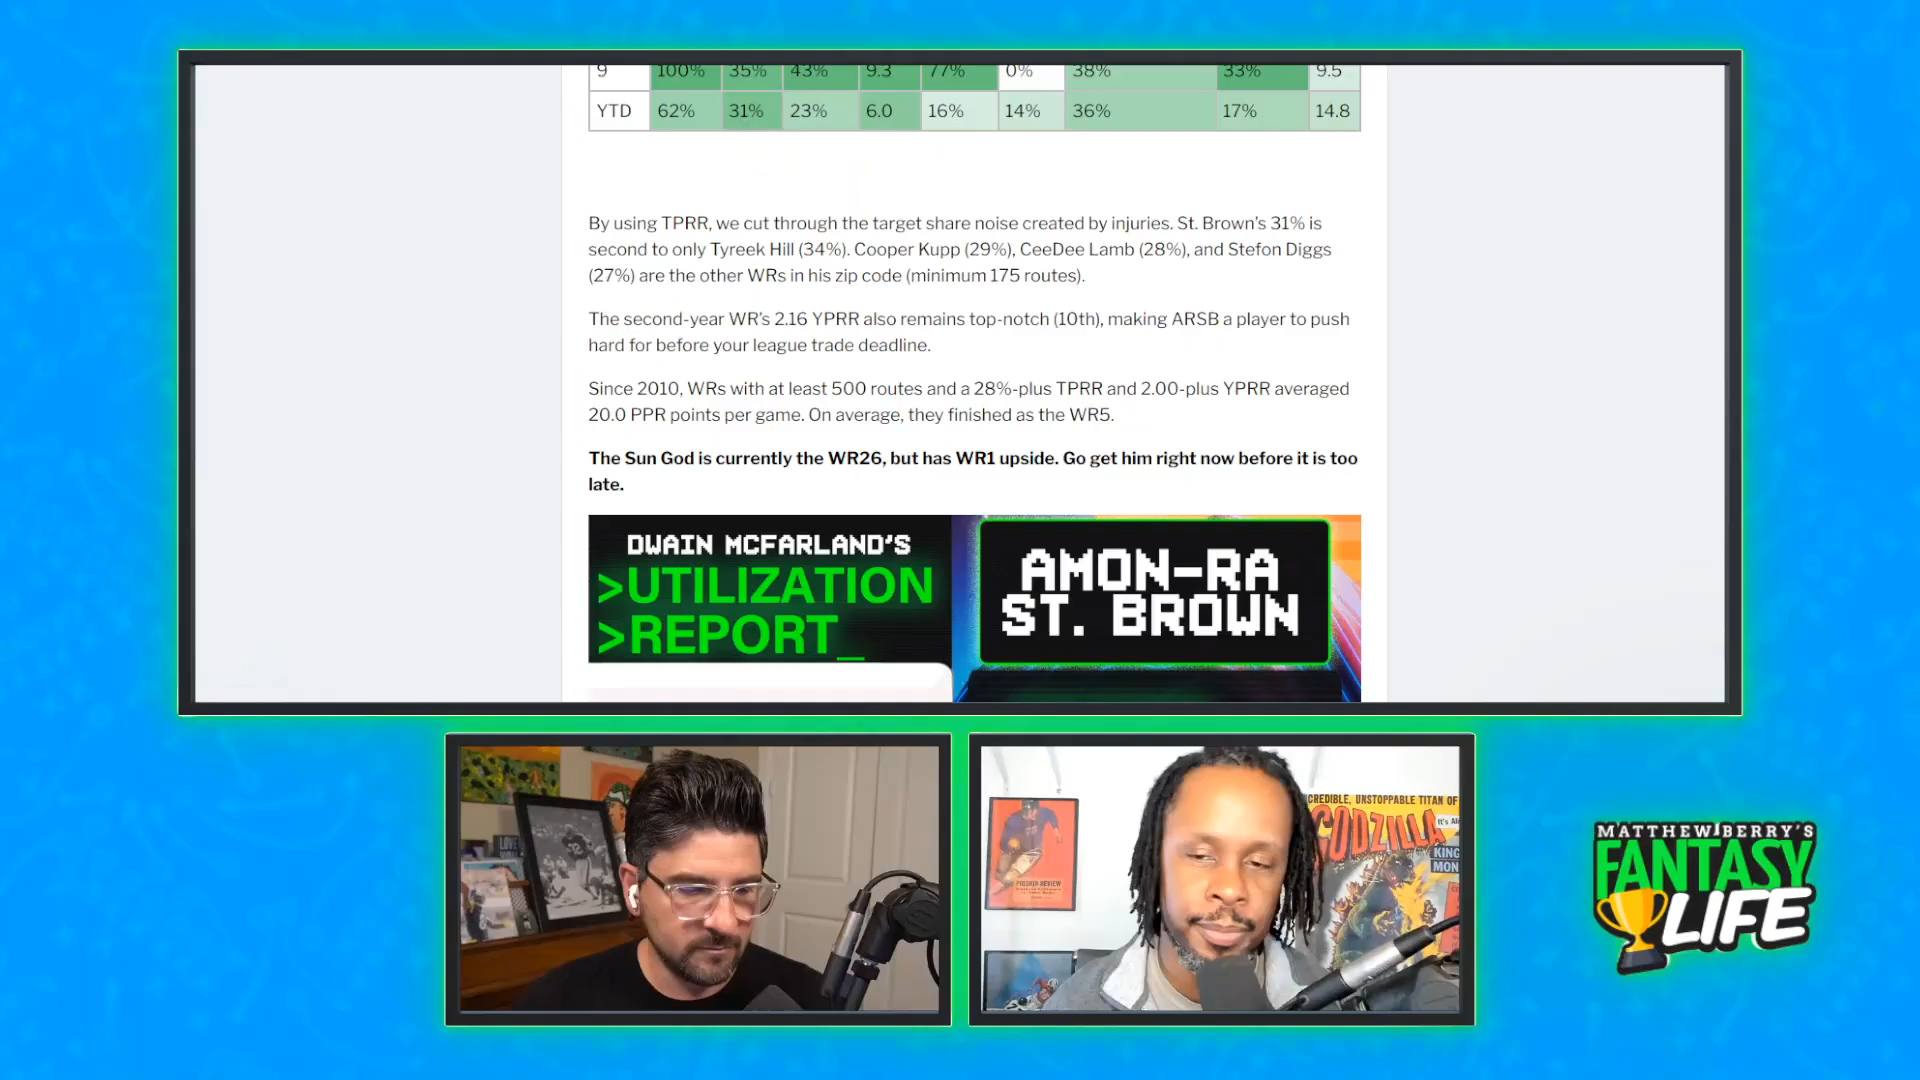 9 100% 35% 43% 9.3 77% 0% 38% 33% 9.5
YTD 62% 31% 23% 6.0 16% 14% 36% 17% 14.8
By using TPRR, we cut through the target share noise created by injuries. St. Brown's 31% is
second to only Tyreek Hill (34%). Cooper Kupp (29%), CeeDee Lamb (28%), and Stefon Diggs
(27%) are the other WRs in his zip code (minimum 175 routes).
The second-year WR's 2.16 YPRR also remains top-notch (10th), making ARSB a player to push
hard for before your league trade deadline.
Since 2010, WRs with at least 500 routes and a 28%-plus TPRR and 2.00-plus YPRR averaged
20.0 PPR points per game. On average, they finished as the WR5.
The Sun God is currently the WR26, but has WR1 upside. Go get him right now before it is too
late.
DWAIN MCFARLAND'S
>UTILIZATION
>REPORT_
AMON-RA
ST. BROWN
LOVE
PIGSKIN REVIEW
CREDIBLE, UNSTOPPABLE TITAN OF
GODZILLA
It's Al
KING
MON
MATTHEW BERRY'S
FANTASY
LIFE